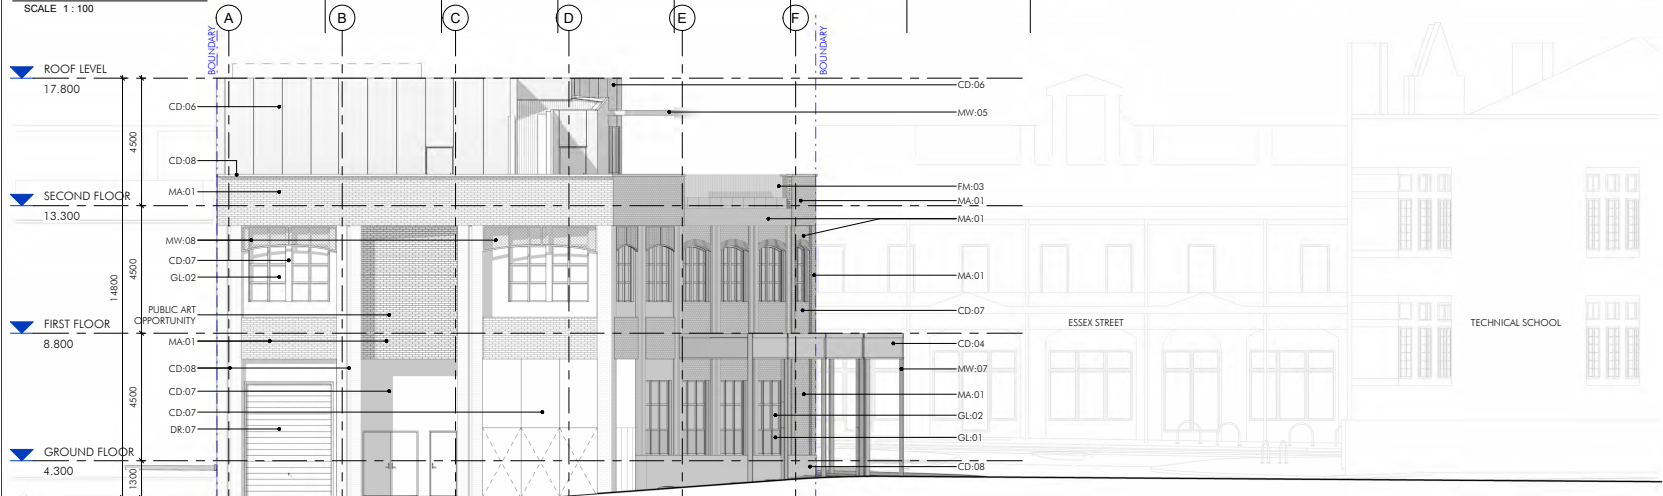 SCALE 1 : 100
A
B
C
D
E
F
BOUNDARY
BOUNDARY
ROOF LEVEL
17.800
SECOND FLOOR
13.300
FIRST FLOOR
8.800
GROUND FLOOR
4.300
14800
4500
4500
4500
1300
CD:06
CD:08
MA:01
MW:08
CD:07
GL:02
PUBLIC ART
OPPORTUNITY
MA:01
CD:08
CD:07
CD:07
DR:07
CD:06
MW:05
FM:03
MA:01
MA:01
MA:01
CD:07
CD:04
MW:07
MA:01
GL:02
GL:01
CD:08
ESSEX STREET
TECHNICAL SCHOOL